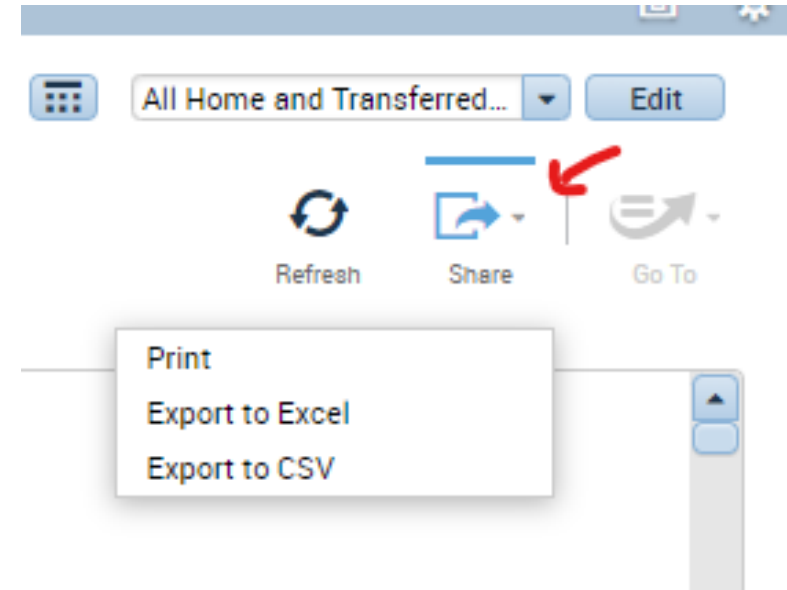 All Home and Transferred... Edit
Refresh Share Go To
Print
Export to Excel
Export to CSV